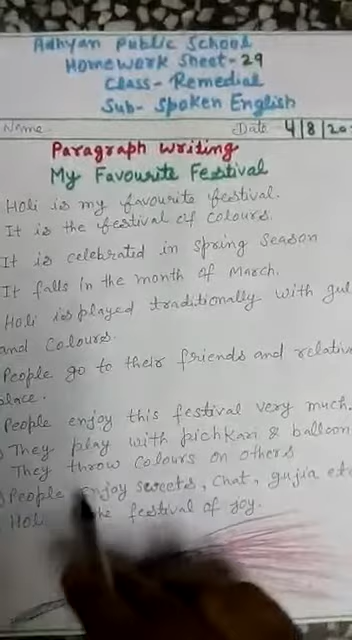 Adhyan Public School
Homework Sheet-29
Class- Remedial
Sub- Spoken English
Name Date 4/8/20
Paragraph Writing
My Favourite Festival
Holi is my favourite festival.
It is the festival of colours.
It is celebrated in spring season
It falls in the month of March.
Holi is played traditionally with gul
and colours.
People go to their friends and relative
place.
People enjoy this festival very much.
They play with pichkari & balloon
They throw colours on others
People enjoy sweets, chat, gujia etc
Hol the festival of joy.